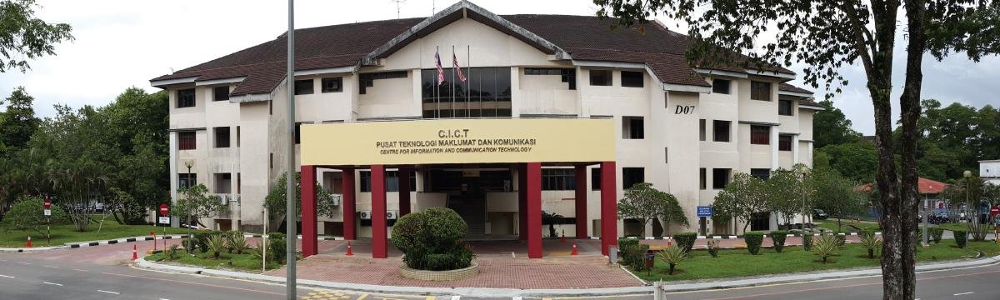 C.I.C.T
PUSAT TEKNOLOGI MAKLUMAT DAN KOMUNIKASI
CENTRE FOR INFORMATION AND COMMUNICATION TECHNOLOGY
D07